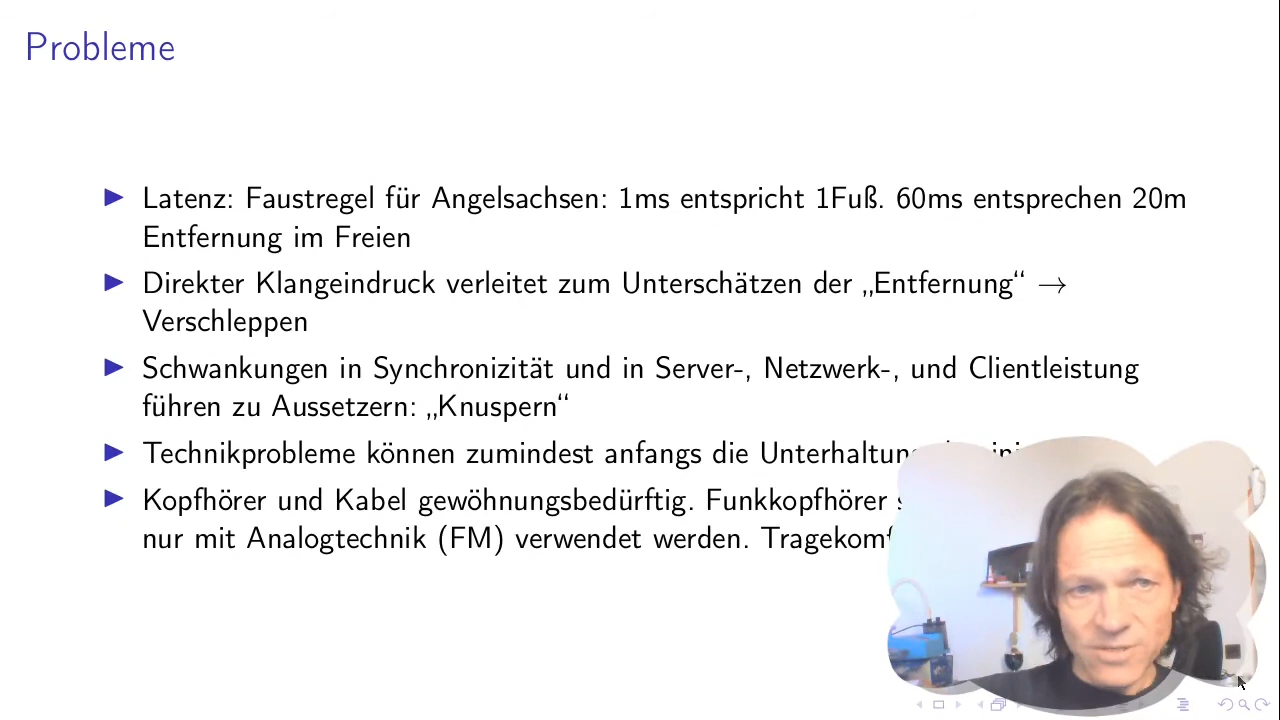 Probleme
Latenz: Faustregel für Angelsachsen: 1ms entspricht 1Fuß. 60ms entsprechen 20m
Entfernung im Freien
Direkter Klangeindruck verleitet zum Unterschätzen der „Entfernung“ →
Verschleppen
Schwankungen in Synchronizität und in Server-, Netzwerk-, und Clientleistung
führen zu Aussetzern: „Knuspern“
Technikprobleme können zumindest anfangs die
Kopfhörer und Kabel gewöhnungsbedürftig. Funkkopfhörer
nur mit Analogtechnik (FM) verwendet werden.